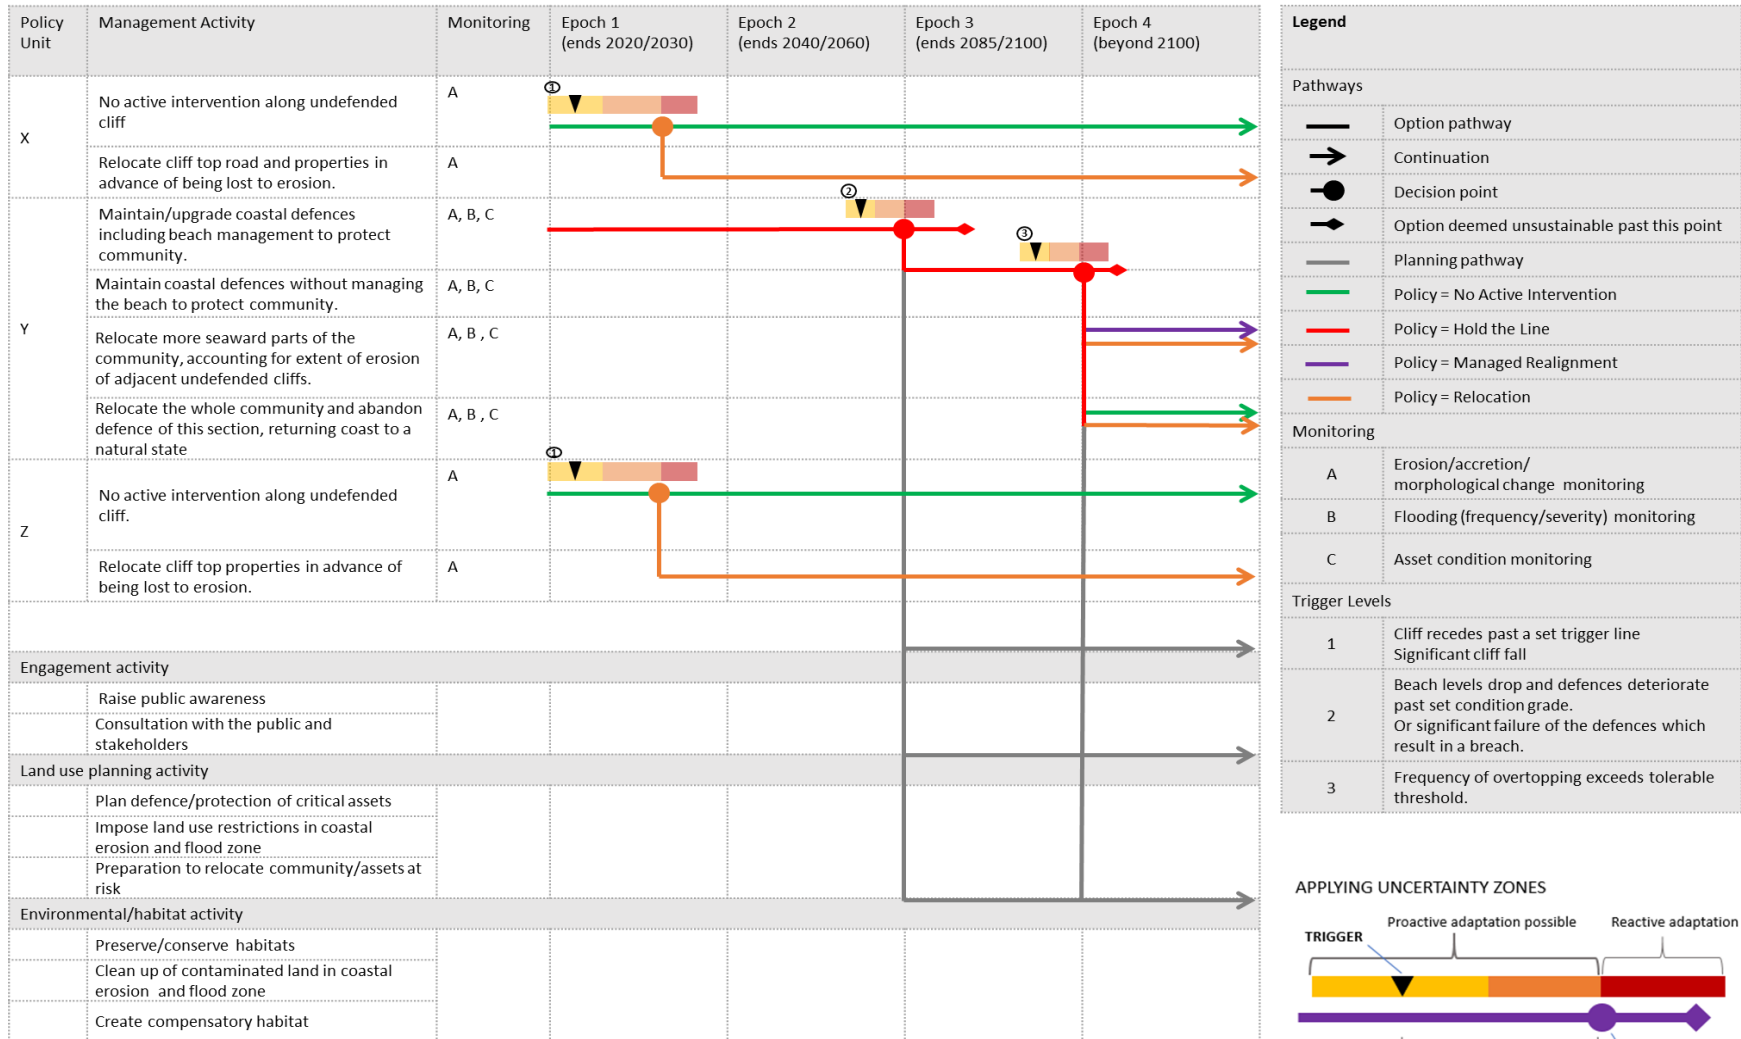 Policy
Unit
Management Activity
Monitoring
Epoch 1
(ends 2020/2030)
Epoch 2
(ends 2040/2060)
Epoch 3
(ends 2085/2100)
Epoch 4
(beyond 2100)
X
No active intervention along undefended
cliff
A
1
Relocate cliff top road and properties in
advance of being lost to erosion.
A
Y
Maintain/upgrade coastal defences
including beach management to protect
community.
A, B, C
2
3
Maintain coastal defences without managing
the beach to protect community.
A, B, C
Relocate more seaward parts of the
community, accounting for extent of erosion
of adjacent undefended cliffs.
A, B , C
Relocate the whole community and abandon
defence of this section, returning coast to a
natural state
A, B , C
Z
No active intervention along undefended
cliff.
A
1
Relocate cliff top properties in advance of
being lost to erosion.
A
Engagement activity
Raise public awareness
Consultation with the public and
stakeholders
Land use planning activity
Plan defence/protection of critical assets
Impose land use restrictions in coastal
erosion and flood zone
Preparation to relocate community/assets at
risk
Environmental/habitat activity
Preserve/conserve habitats
Clean up of contaminated land in coastal
erosion and flood zone
Create compensatory habitat
Legend
Pathways
Option pathway
Continuation
Decision point
Option deemed unsustainable past this point
Planning pathway
Policy = No Active Intervention
Policy = Hold the Line
Policy = Managed Realignment
Policy = Relocation
Monitoring
A
Erosion/accretion/
morphological change monitoring
B
Flooding (frequency/severity) monitoring
C
Asset condition monitoring
Trigger Levels
1
Cliff recedes past a set trigger line
Significant cliff fall
2
Beach levels drop and defences deteriorate
past set condition grade.
Or significant failure of the defences which
result in a breach.
3
Frequency of overtopping exceeds tolerable
threshold.
APPLYING UNCERTAINTY ZONES
Proactive adaptation possible
Reactive adaptation
TRIGGER